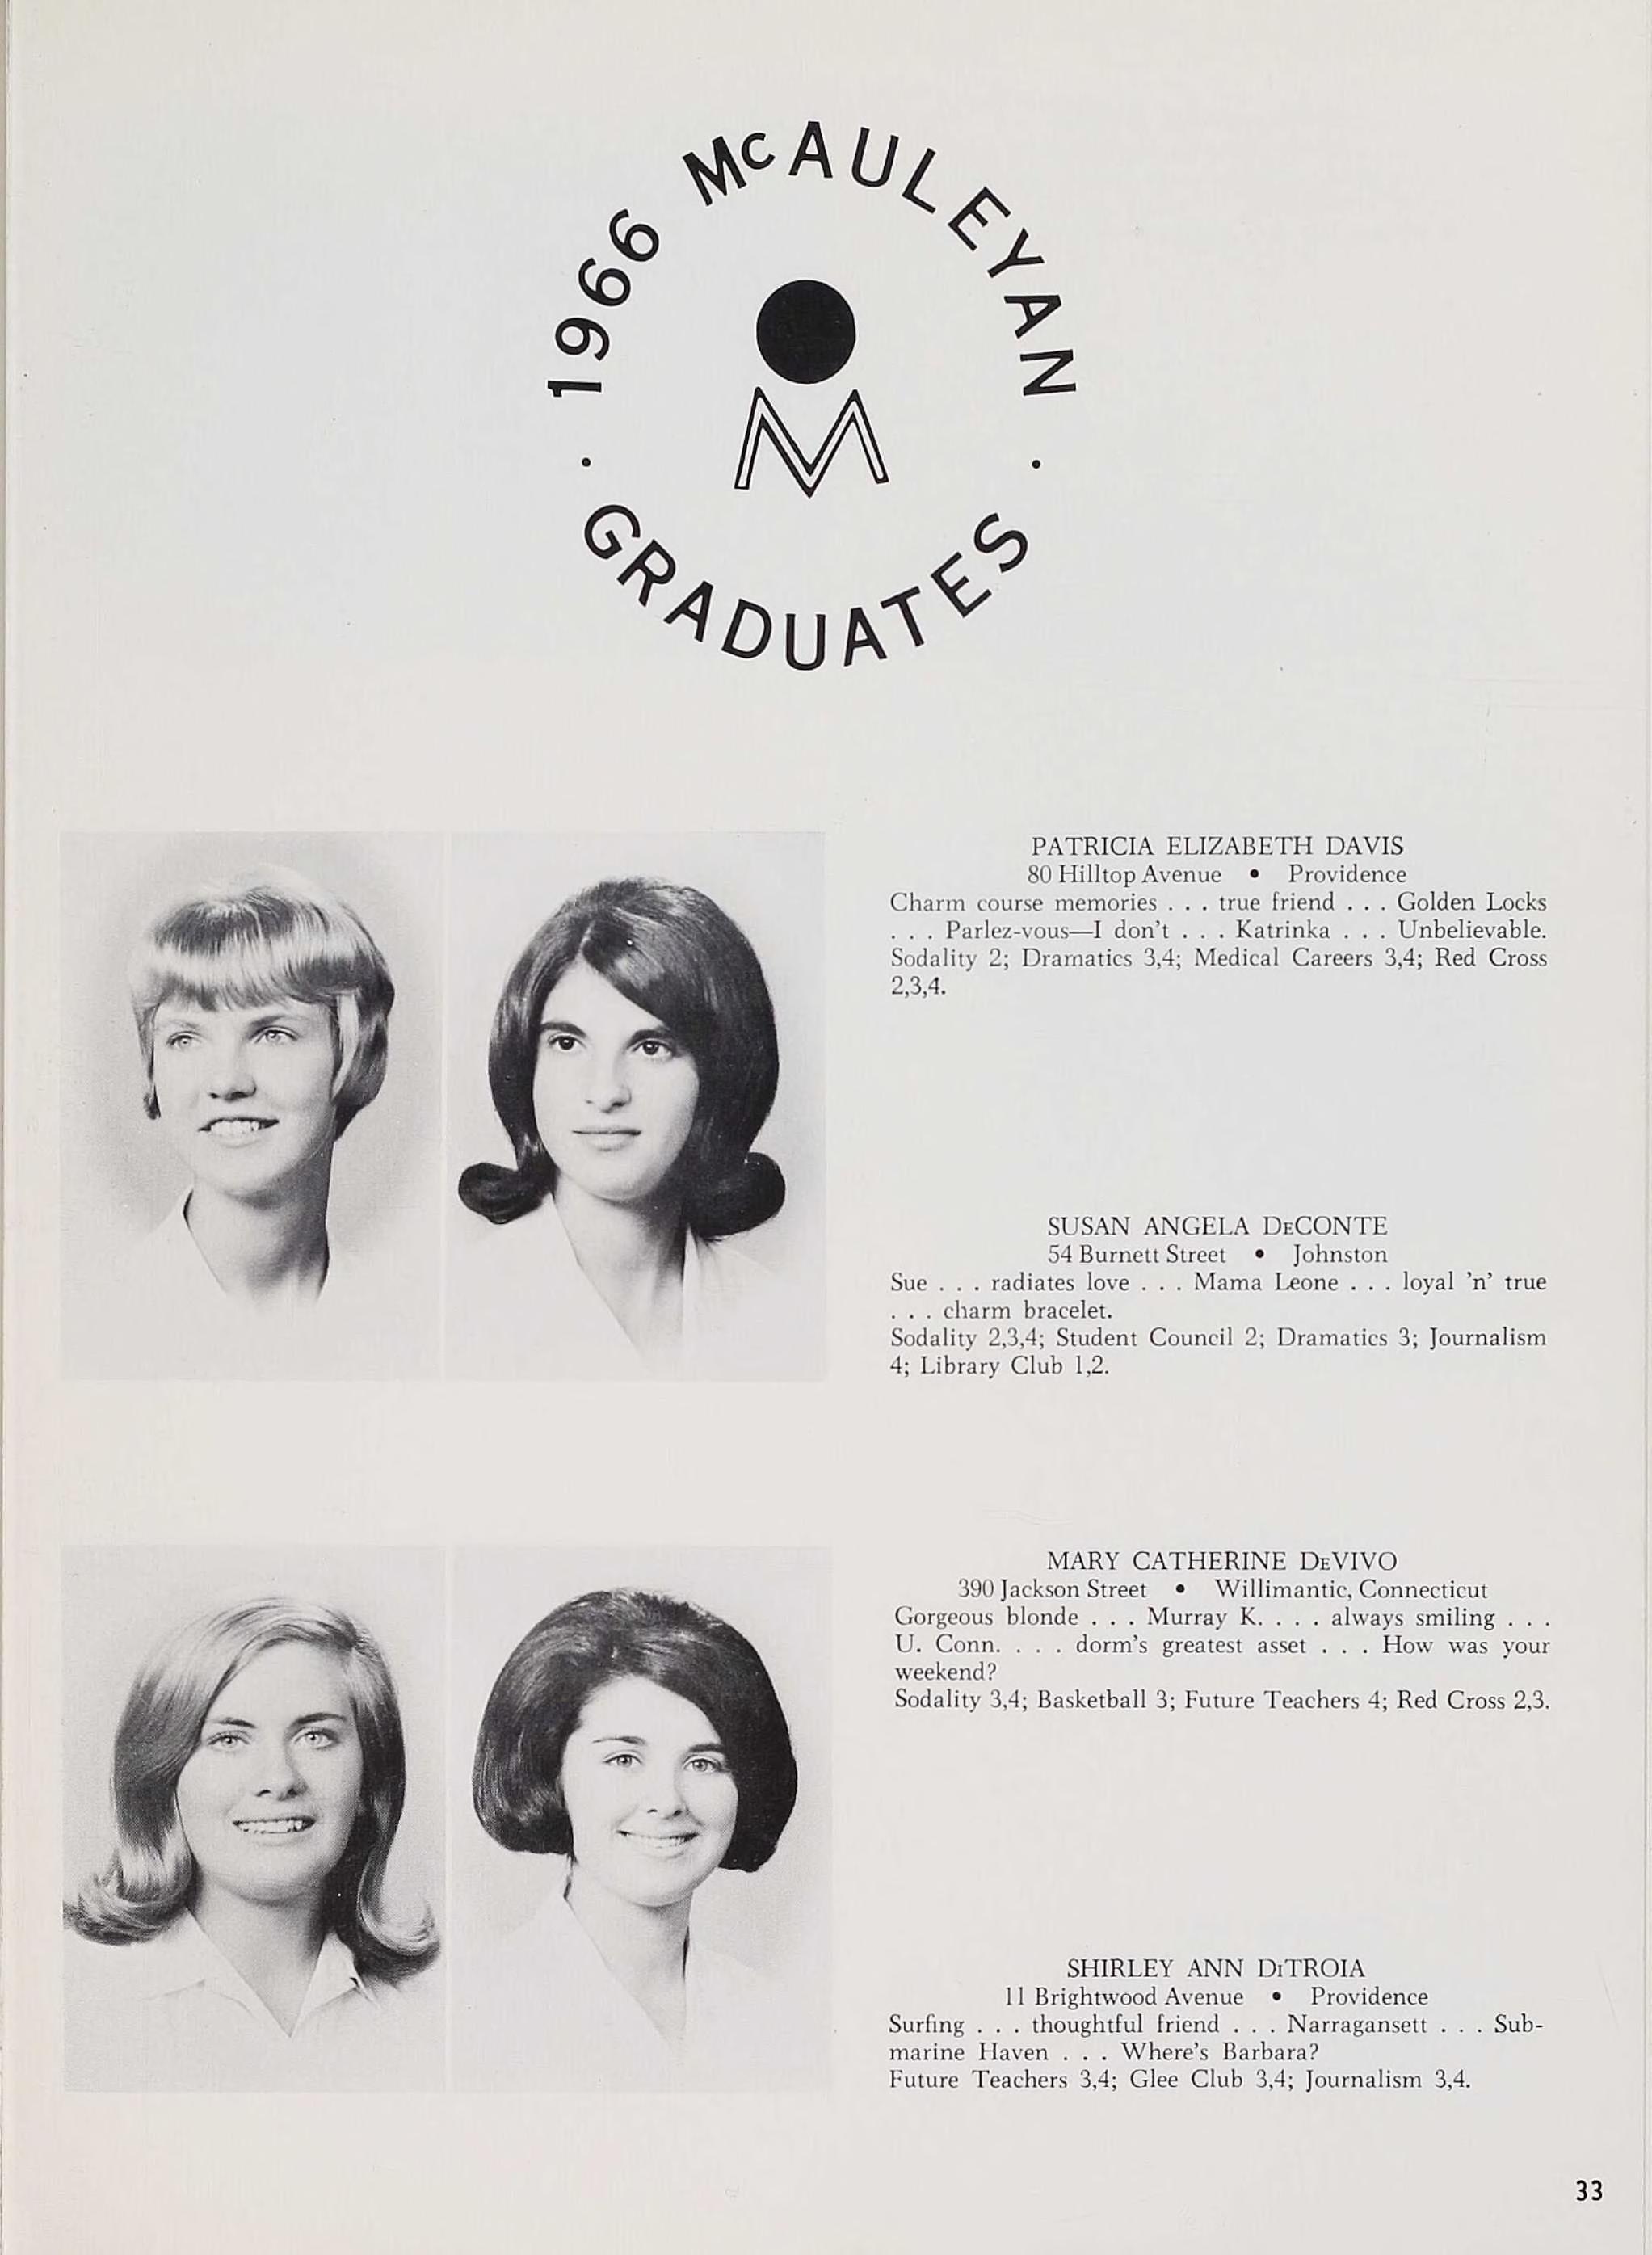 1966 McAULEYAN
M
· GRADUATES ·
PATRICIA ELIZABETH DAVIS
80 Hilltop Avenue • Providence
Charm course memories . . . true friend . . . Golden Locks
. . . Parlez-vous—I don't . . . Katrinka . . . Unbelievable.
Sodality 2; Dramatics 3,4; Medical Careers 3,4; Red Cross
2,3,4.
SUSAN ANGELA DeCONTE
54 Burnett Street • Johnston
Sue . . . radiates love . . . Mama Leone . . . loyal 'n' true
. . . charm bracelet.
Sodality 2,3,4; Student Council 2; Dramatics 3; Journalism
4; Library Club 1,2.
MARY CATHERINE DeVIVO
390 Jackson Street • Willimantic, Connecticut
Gorgeous blonde . . . Murray K. . . . always smiling . . .
U. Conn. . . . dorm's greatest asset . . . How was your
weekend?
Sodality 3,4; Basketball 3; Future Teachers 4; Red Cross 2,3.
SHIRLEY ANN DiTROIA
11 Brightwood Avenue • Providence
Surfing . . . thoughtful friend . . . Narragansett . . . Sub-
marine Haven . . . Where's Barbara?
Future Teachers 3,4; Glee Club 3,4; Journalism 3,4.
33